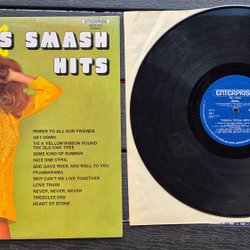 ENTERPRISE
S SMASH
HITS
POWER TO ALL OUR FRIENDS
GET DOWN
TIE A YELLOW RIBBON ROUND
THE OLD OAK TREE
SOME KIND OF SUMMER
NICE ONE CYRIL
GOD GAVE ROCK AND ROLL TO YOU
PYJAMARAMA
WHY CAN'T WE LIVE TOGETHER
LOVE TRAIN
NEVER, NEVER, NEVER
TWEEDLEE DEE
HEART OF STONE
ENTERPRISE